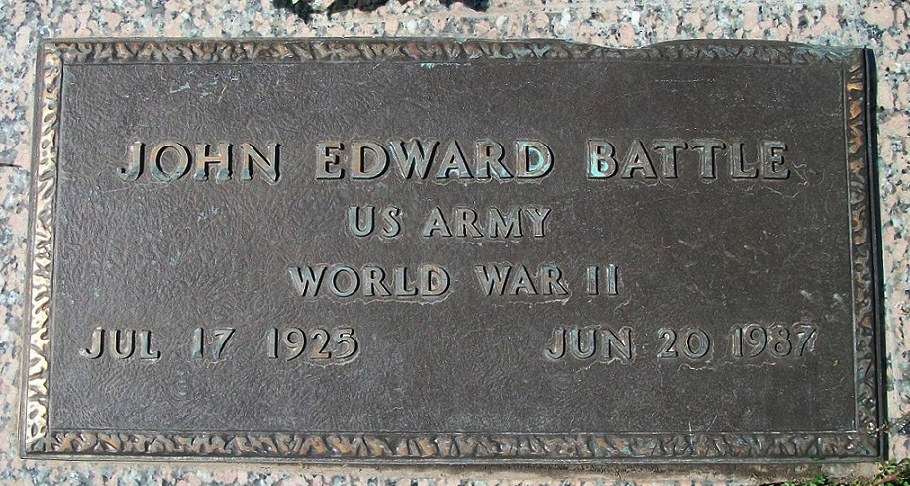 JOHN EDWARD BATTLE
US ARMY
WORLD WAR II
JUL 17 1925 JUN 20 1987